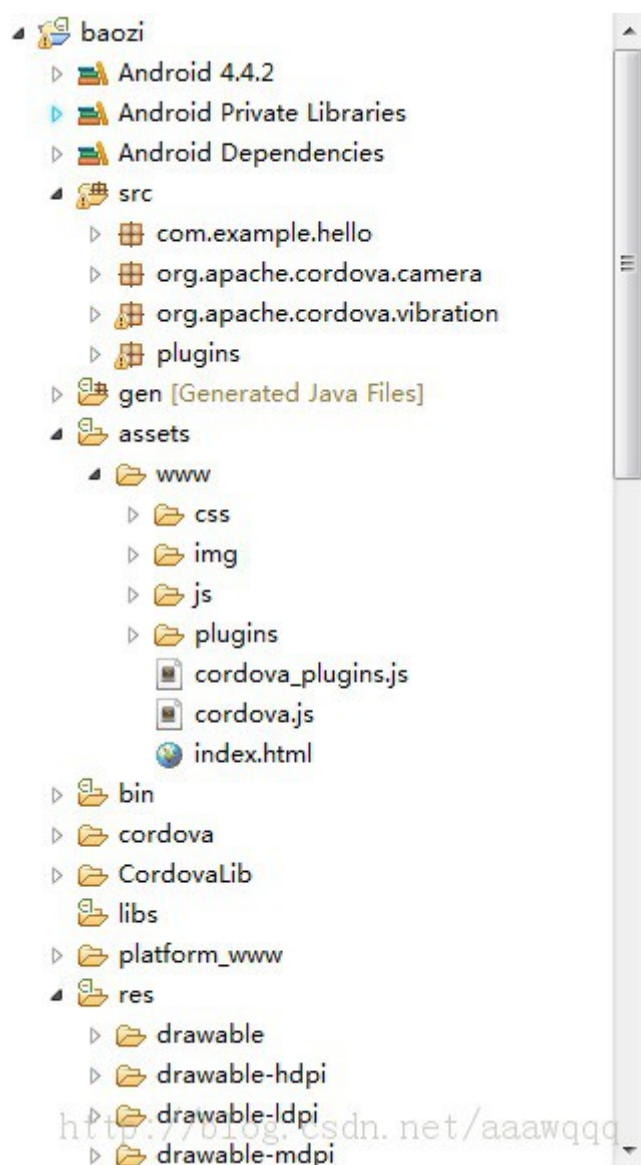 baozi
Android 4.4.2
Android Private Libraries
Android Dependencies
src
com.example.hello
org.apache.cordova.camera
org.apache.cordova.vibration
plugins
gen [Generated Java Files]
assets
www
css
img
js
plugins
cordova_plugins.js
cordova.js
index.html
bin
cordova
CordovaLib
libs
platform_www
res
drawable
drawable-hdpi
drawable-ldpi
http://blog.csdn.net/aaawqqq
drawable-mdpi